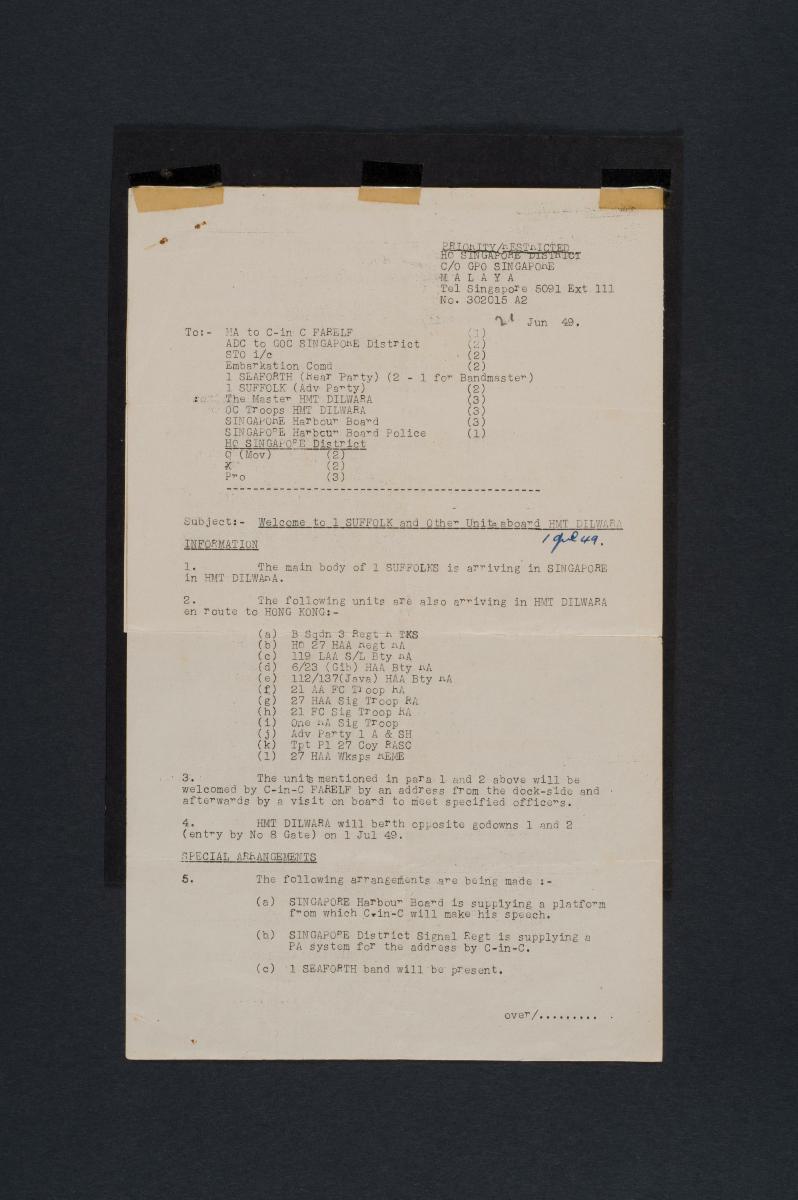 PRIORITY/RESTRICTED
HQ SINGAPORE DISTRICT
C/O GPO SINGAPORE
M A L A Y A
Tel Singapore 5091 Ext 111
No. 302015 A2
21 Jun 49.
To:- MA to C-in C FARELF (1)
ADC to GOC SINGAPORE District (2)
STO i/c (2)
Embarkation Comd (2)
1 SEAFORTH (Rear Party) (2 - 1 for Bandmaster)
1 SUFFOLK (Adv Party) (2)
The Master HMT DILWARA (3)
OC Troops HMT DILWARA (3)
SINGAPORE Harbour Board (3)
SINGAPORE Harbour Board Police (1)
HQ SINGAPORE District
Q (Mov) (2)
X (2)
Pro (3)
Subject:- Welcome to 1 SUFFOLK and Other Units aboard HMT DILWARA
49.
INFORMATION
1. The main body of 1 SUFFOLKS is arriving in SINGAPORE
in HMT DILWARA.
2. The following units are also arriving in HMT DILWARA
en route to HONG KONG:-
(a) B Sqdn 3 Regt R TKS
(b) HQ 27 HAA Regt RA
(c) 119 LAA S/L Bty RA
(d) 6/23 (Gib) HAA Bty RA
(e) 112/137(Java) HAA Bty RA
(f) 21 AA FC Troop RA
(g) 27 HAA Sig Troop RA
(h) 21 FC Sig Troop RA
(i) One RA Sig Troop
(j) Adv Party 1 A & SH
(k) Tpt Pl 27 Coy RASC
(l) 27 HAA Wksps REME
3. The units mentioned in para 1 and 2 above will be
welcomed by C-in-C FARELF by an address from the dock-side and
afterwards by a visit on board to meet specified officers.
4. HMT DILWARA will berth opposite godowns 1 and 2
(entry by No 8 Gate) on 1 Jul 49.
SPECIAL ARRANGEMENTS
5. The following arrangements are being made :-
(a) SINGAPORE Harbour Board is supplying a platform
from which C-in-C will make his speech.
(b) SINGAPORE District Signal Regt is supplying a
PA system for the address by C-in-C.
(c) 1 SEAFORTH band will be present.
over/.........